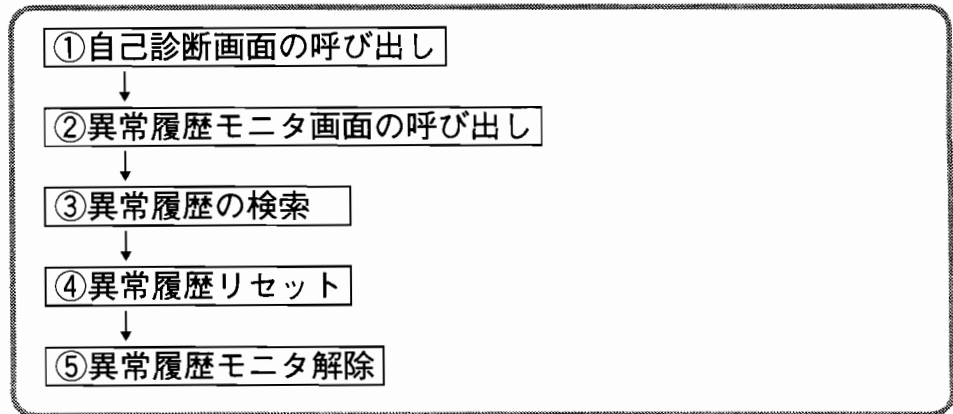 ①自己診断画面の呼び出し
②異常履歴モニタ画面の呼び出し
③異常履歴の検索
④異常履歴リセット
⑤異常履歴モニタ解除